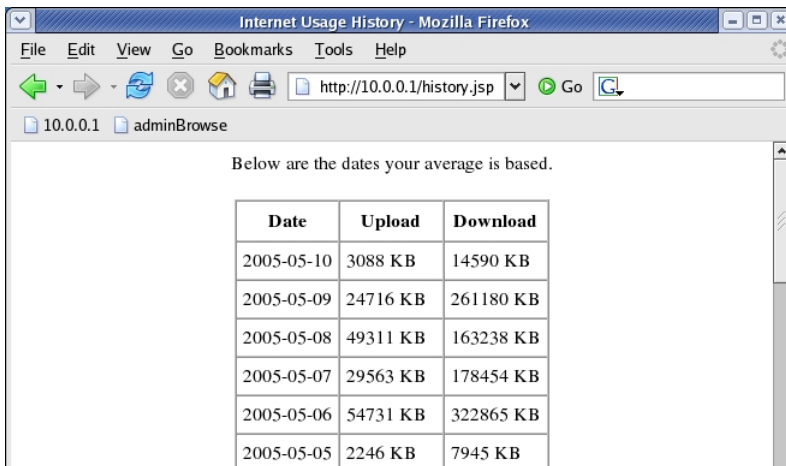 Internet Usage History - Mozilla Firefox
File Edit View Go Bookmarks Tools Help
http://10.0.0.1/history.jsp Go G
10.0.0.1 adminBrowse
Below are the dates your average is based.
Date Upload Download
2005-05-10 3088 KB 14590 KB
2005-05-09 24716 KB 261180 KB
2005-05-08 49311 KB 163238 KB
2005-05-07 29563 KB 178454 KB
2005-05-06 54731 KB 322865 KB
2005-05-05 2246 KB 7945 KB